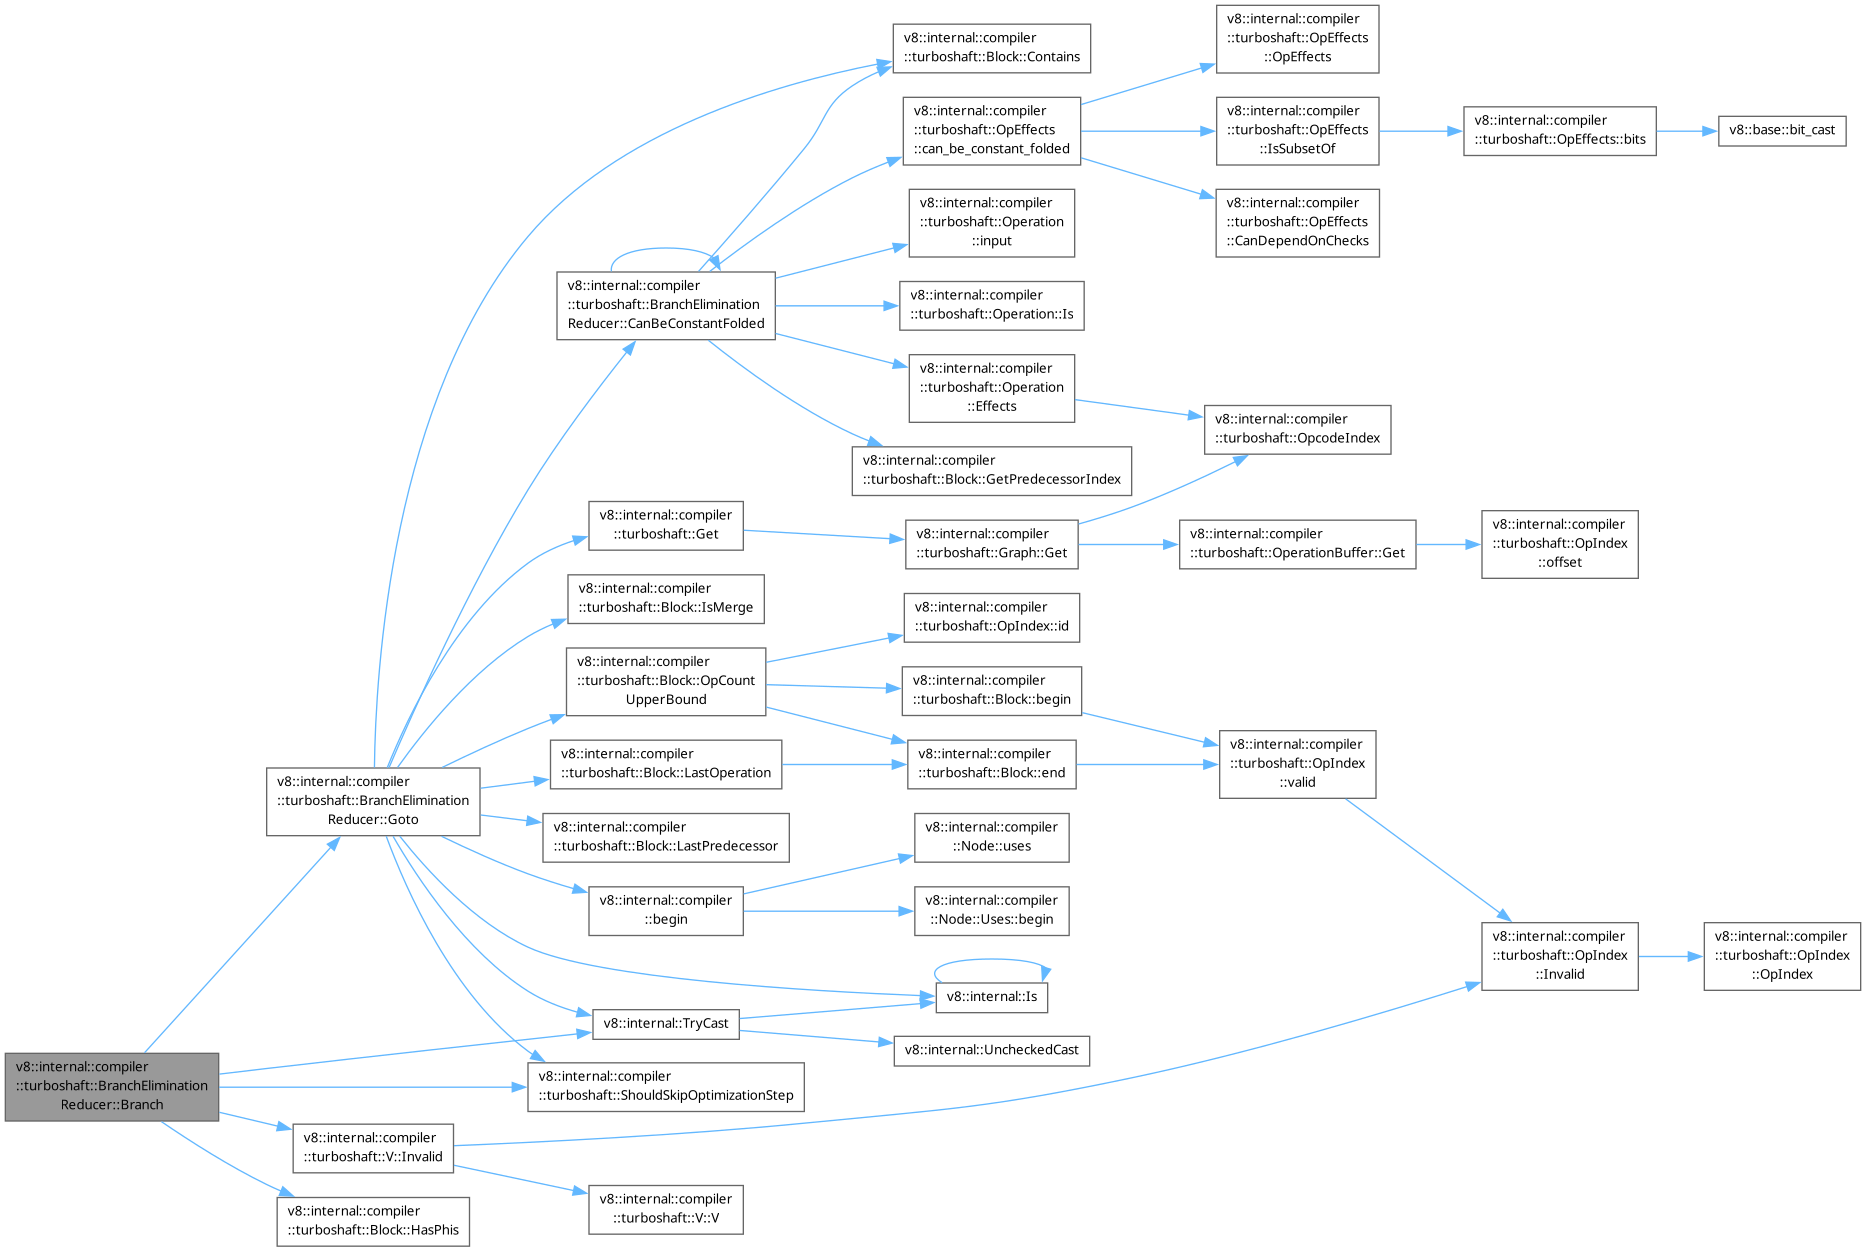 v8::internal::compiler
::turboshaft::BranchElimination
Reducer::Branch
v8::internal::compiler
::turboshaft::BranchElimination
Reducer::Goto
v8::internal::compiler
::turboshaft::Block::Contains
v8::internal::compiler
::turboshaft::BranchElimination
Reducer::CanBeConstantFolded
v8::internal::compiler
::turboshaft::OpEffects
::can_be_constant_folded
v8::internal::compiler
::turboshaft::OpEffects
::OpEffects
v8::internal::compiler
::turboshaft::OpEffects
::IsSubsetOf
v8::internal::compiler
::turboshaft::OpEffects::bits
v8::base::bit_cast
v8::internal::compiler
::turboshaft::OpEffects
::CanDependOnChecks
v8::internal::compiler
::turboshaft::Operation
::input
v8::internal::compiler
::turboshaft::Operation::Is
v8::internal::compiler
::turboshaft::Operation
::Effects
v8::internal::compiler
::turboshaft::OpcodeIndex
v8::internal::compiler
::turboshaft::Block::GetPredecessorIndex
v8::internal::compiler
::turboshaft::Get
v8::internal::compiler
::turboshaft::Graph::Get
v8::internal::compiler
::turboshaft::OperationBuffer::Get
v8::internal::compiler
::turboshaft::OpIndex
::offset
v8::internal::compiler
::turboshaft::Block::IsMerge
v8::internal::compiler
::turboshaft::Block::OpCount
UpperBound
v8::internal::compiler
::turboshaft::OpIndex::id
v8::internal::compiler
::turboshaft::Block::begin
v8::internal::compiler
::turboshaft::Block::end
v8::internal::compiler
::turboshaft::OpIndex
::valid
v8::internal::compiler
::turboshaft::Block::LastOperation
v8::internal::compiler
::turboshaft::Block::LastPredecessor
v8::internal::compiler
::begin
v8::internal::compiler
::Node::uses
v8::internal::compiler
::Node::Uses::begin
v8::internal::compiler
::turboshaft::OpIndex
::Invalid
v8::internal::compiler
::turboshaft::OpIndex
::OpIndex
v8::internal::Is
v8::internal::TryCast
v8::internal::UncheckedCast
v8::internal::compiler
::turboshaft::ShouldSkipOptimizationStep
v8::internal::compiler
::turboshaft::V::Invalid
v8::internal::compiler
::turboshaft::V::V
v8::internal::compiler
::turboshaft::Block::HasPhis